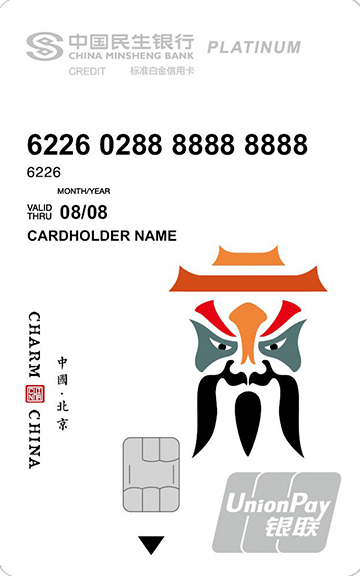 中国民生银行 PLATINUM
CHINA MINSHENG BANK
CREDIT 标准白金信用卡
6226 0288 8888 8888
6226
MONTH/YEAR
VALID THRU 08/08
CARDHOLDER NAME
CHARM CHINA
中國·北京
UnionPay
银联